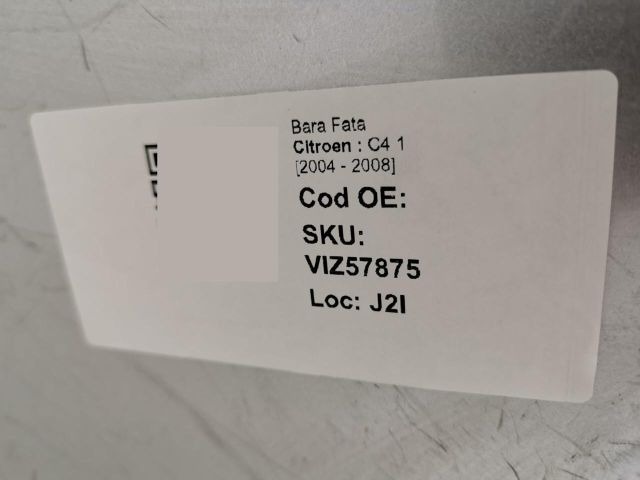 Bara Fata
Citroen : C4 1
[2004 - 2008]
Cod OE:
SKU:
VIZ57875
Loc: J2I